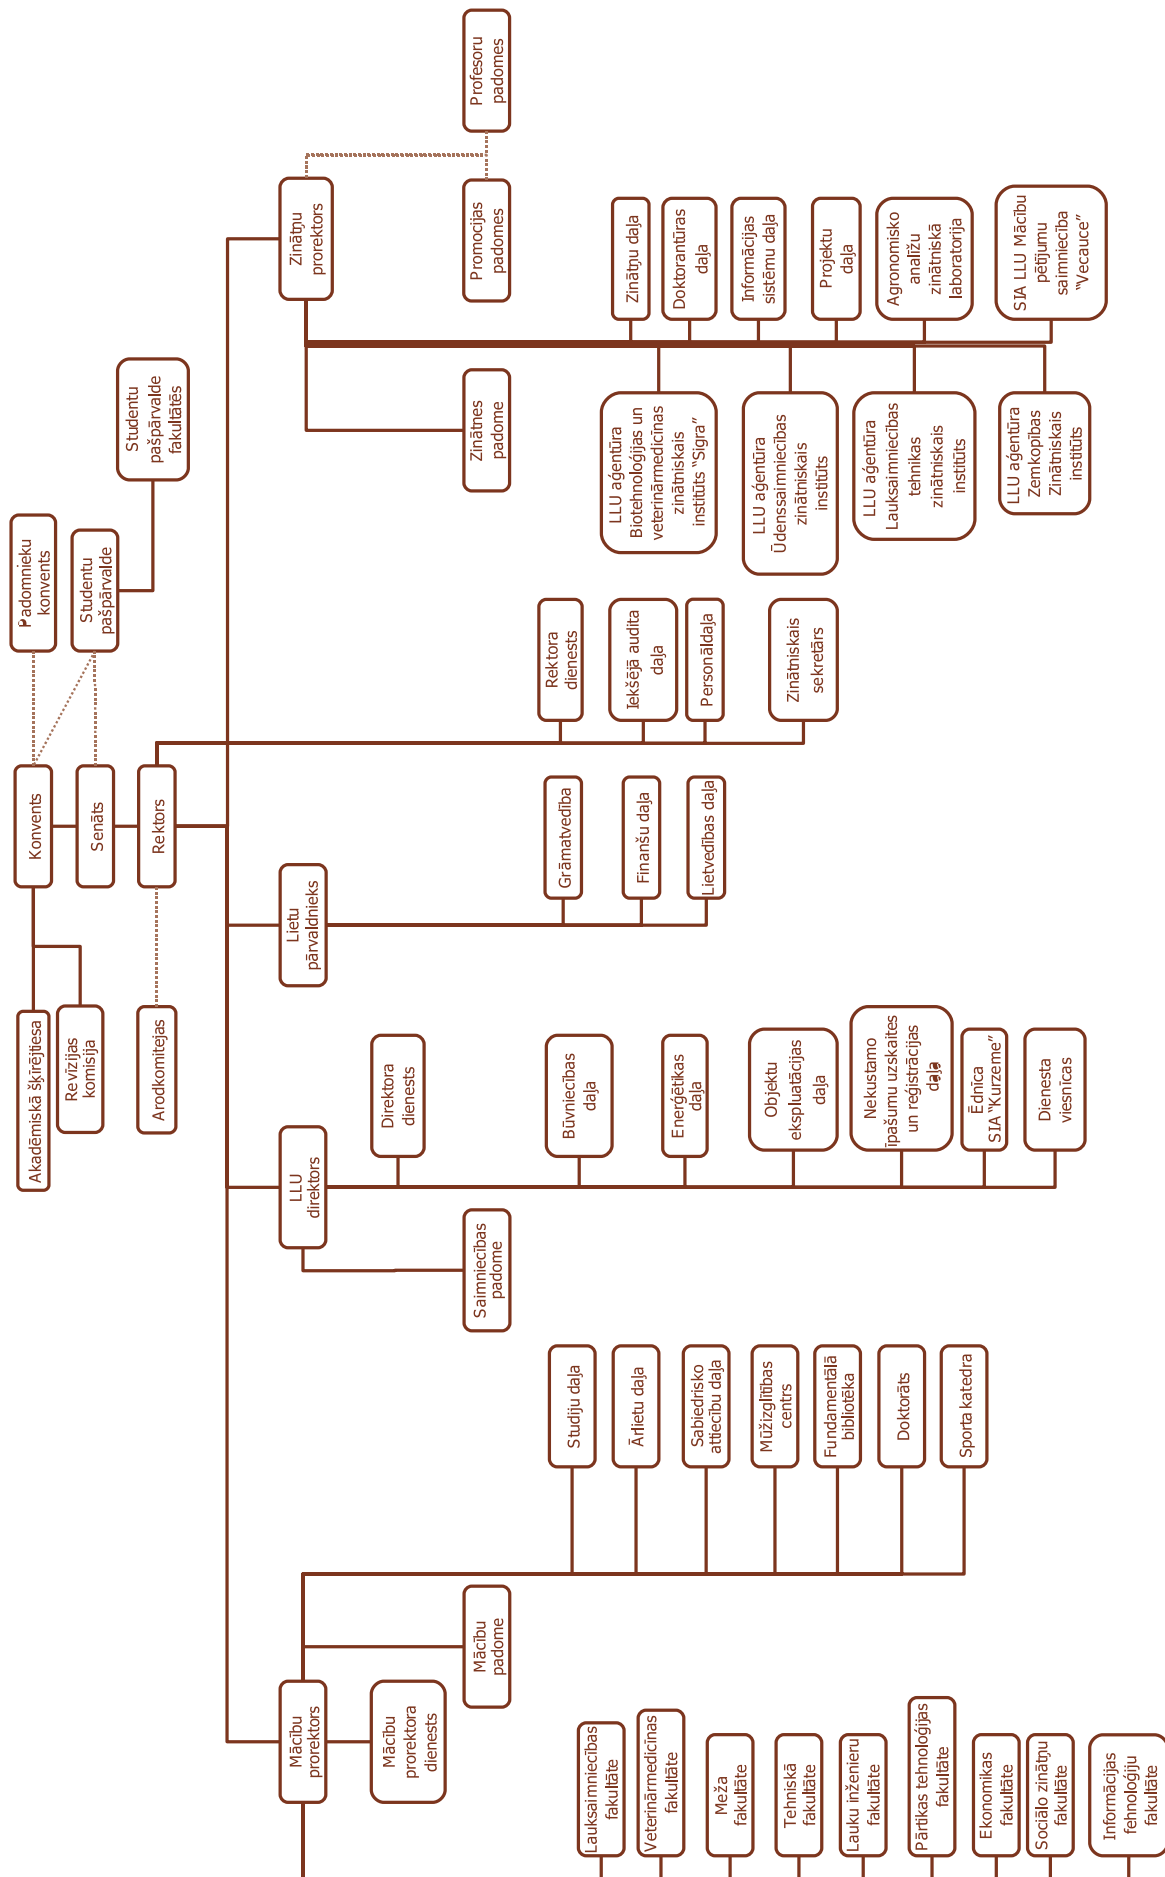 Konvents
Senāts
Rektors
Padomnieku
konvents
Studentu
pašpārvalde
Studentu
pašpārvalde
fakultātēs
Akadēmiskā šķīrējtiesa
Revīzijas
komisija
Arodkomitejas
Mācību
prorektors
LLU
direktors
Lietu
pārvaldnieks
Zinātņu
prorektors
Mācību
prorektora
dienests
Mācību
padome
Lauksaimniecības
fakultāte
Veterinārmedicīnas
fakultāte
Meža
fakultāte
Tehniskā
fakultāte
Lauku inženieru
fakultāte
Pārtikas tehnoloģijas
fakultāte
Ekonomikas
fakultāte
Sociālo zinātņu
fakultāte
Informācijas
fehnoloģiju
fakultāte
Studiju daļa
Ārlietu daļa
Sabiedrisko
attiecību daļa
Mūžizglītības
centrs
Fundamentālā
bibliotēka
Doktorāts
Sporta katedra
Saimniecības
padome
Direktora
dienests
Būvniecības
daļa
Enerģētikas
daļa
Objektu
ekspluatācijas
daļa
Nekustamo
īpašumu uzskaites
un reģistrācijas
daļa
Ēdnīca
SIA “Kurzeme”
Dienesta
viesnīcas
Grāmatvedība
Finanšu daļa
Lietvedības daļa
Rektora
dienests
Iekšējā audita
daļa
Personāldaļa
Zinātniskais
sekretārs
Zinātnes
padome
Promocijas
padomes
Profesoru
padomes
LLU aģentūra
Biotehnoloģijas un
veterinārmedicīnas
zinātniskais
institūts “Sigra”
LLU aģentūra
Ūdenssaimniecības
zinātniskais
institūts
LLU aģentūra
Lauksaimniecības
tehnikas
zinātniskais
institūts
LLU aģentūra
Zemkopības
Zinātniskais
institūts
Zinātņu daļa
Doktorantūras
daļa
Informācijas
sistēmu daļa
Projektu
daļa
Agronomisko
analīžu
zinātniskā
laboratorija
SIA LLU Mācību
pētījumu
saimniecība
“Vecauce”